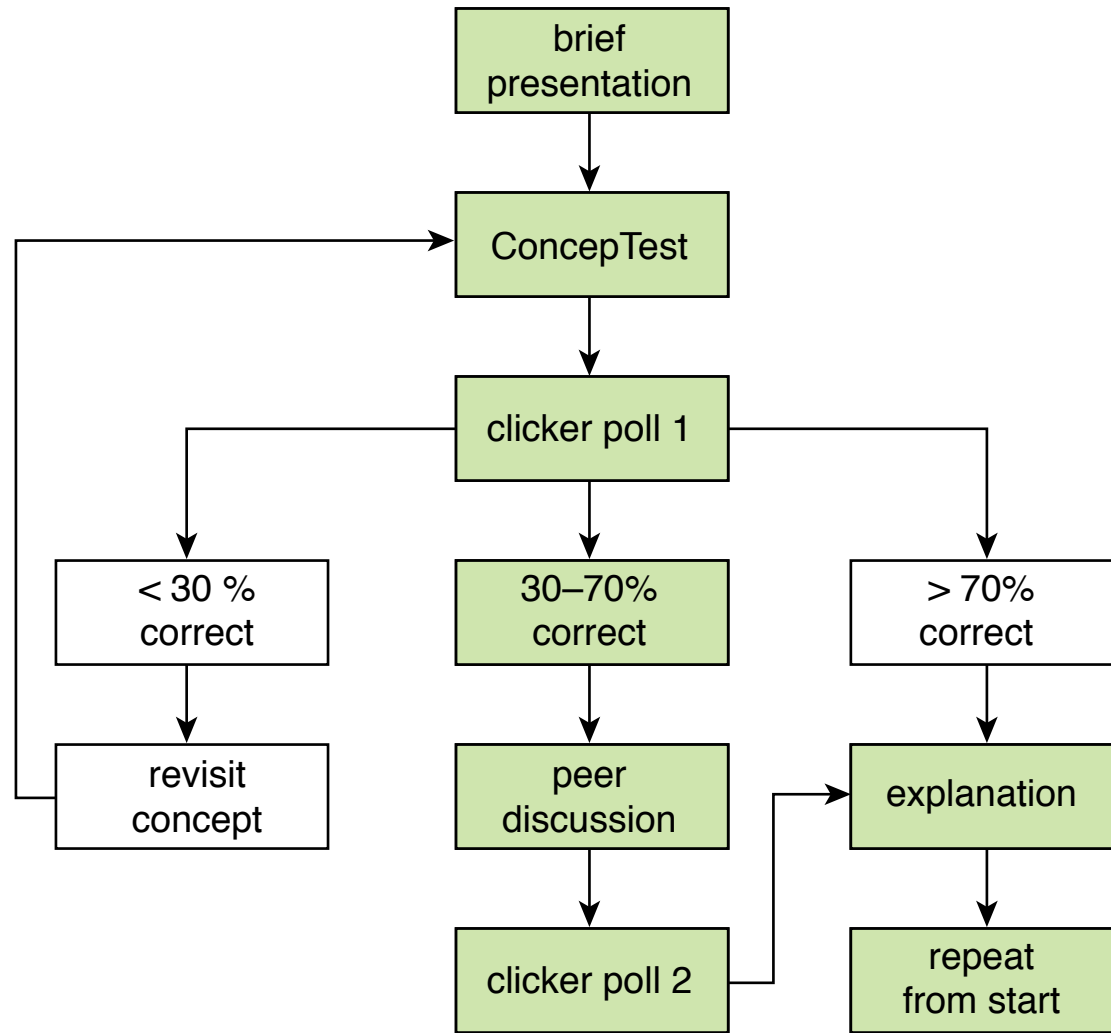 brief
presentation
ConcepTest
clicker poll 1
< 30 %
correct
30–70%
correct
> 70%
correct
revisit
concept
peer
discussion
explanation
clicker poll 2
repeat
from start